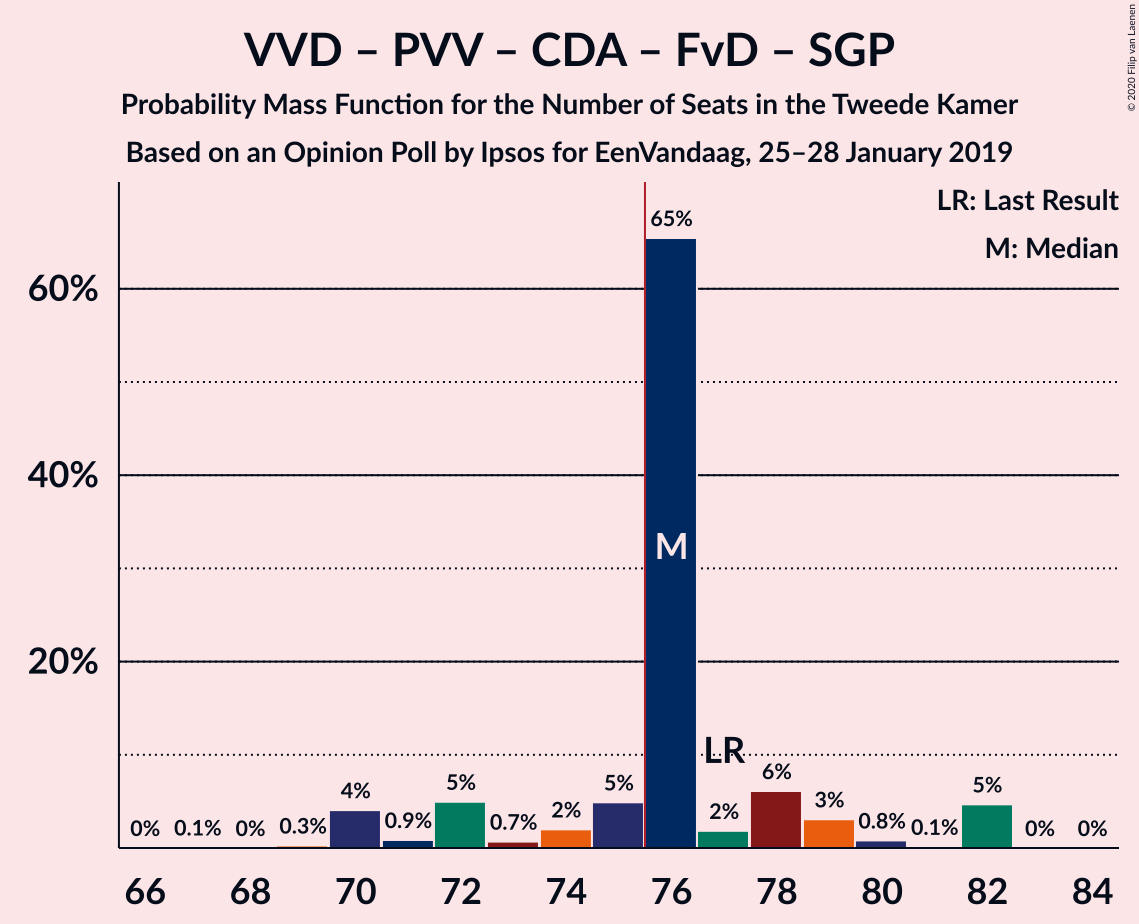 VVD – PVV – CDA – FvD – SGP
Probability Mass Function for the Number of Seats in the Tweede Kamer
Based on an Opinion Poll by Ipsos for EenVandaag, 25–28 January 2019
© 2020 Filip van Laenen
LR: Last Result
M: Median
60%
40%
20%
0% 0.1% 0% 0.3% 4% 0.9% 5% 0.7% 2% 5% 65% 2% 6% 3% 0.8% 0.1% 5% 0% 0%
M
LR
66 68 70 72 74 76 78 80 82 84